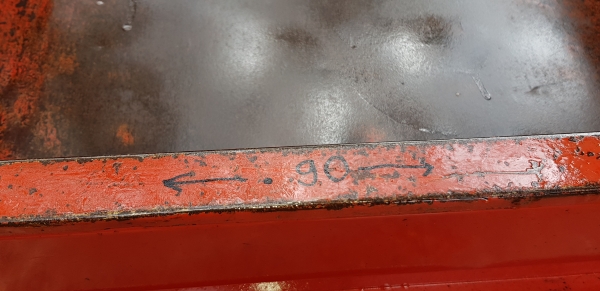 ← . 90 →